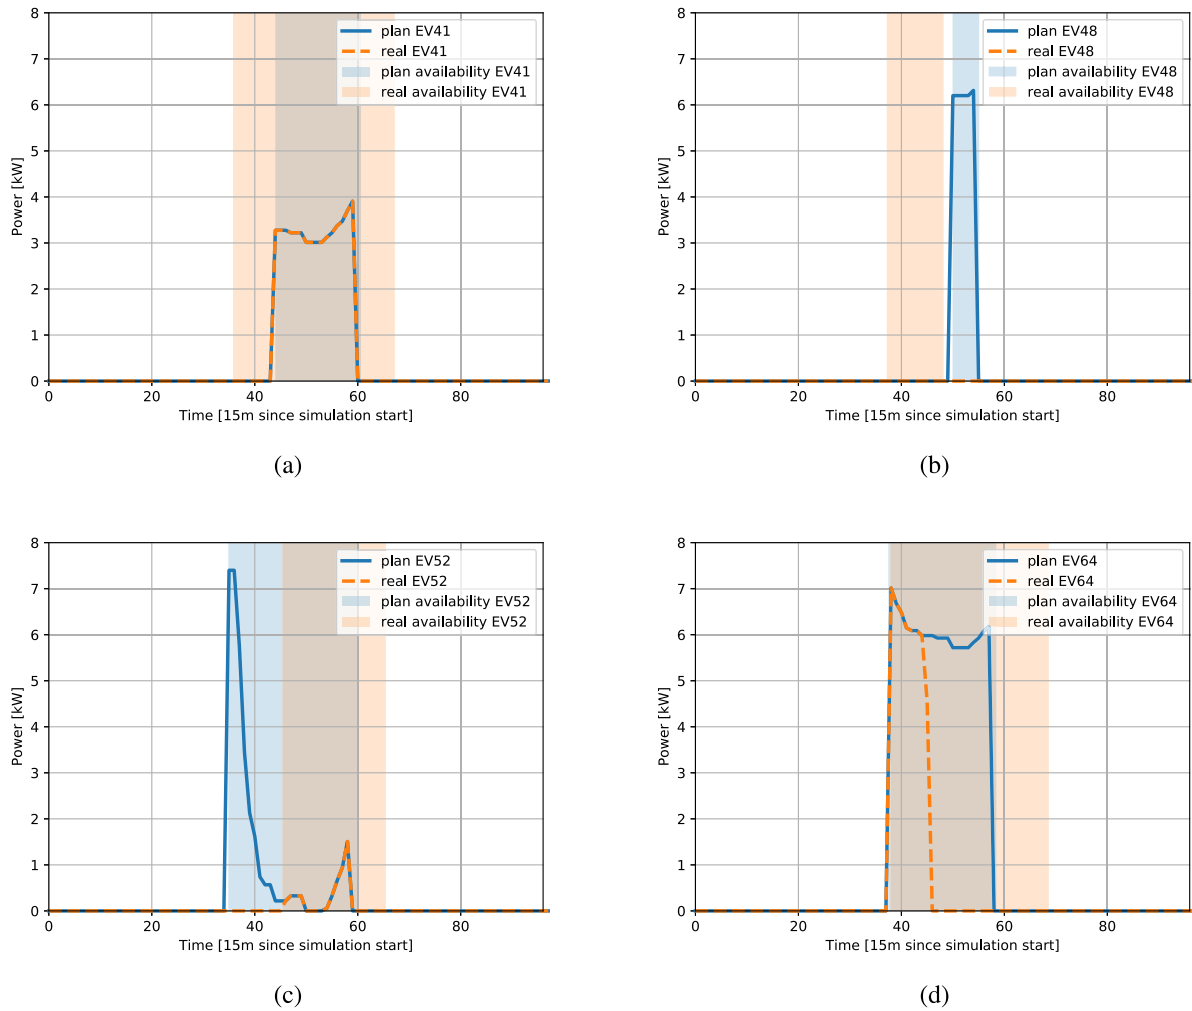 8
7
6
5
4
3
2
1
0
Power [kW]
plan EV41
real EV41
plan availability EV41
real availability EV41
0 20 40 60 80
Time [15m since simulation start]
(a)
8
7
6
5
4
3
2
1
0
Power [kW]
plan EV48
real EV48
plan availability EV48
real availability EV48
0 20 40 60 80
Time [15m since simulation start]
(b)
8
7
6
5
4
3
2
1
0
Power [kW]
plan EV52
real EV52
plan availability EV52
real availability EV52
0 20 40 60 80
Time [15m since simulation start]
(c)
8
7
6
5
4
3
2
1
0
Power [kW]
plan EV64
real EV64
plan availability EV64
real availability EV64
0 20 40 60 80
Time [15m since simulation start]
(d)